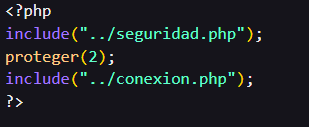 <?php
include("../seguridad.php");
proteger(2);
include("../conexion.php");
?>